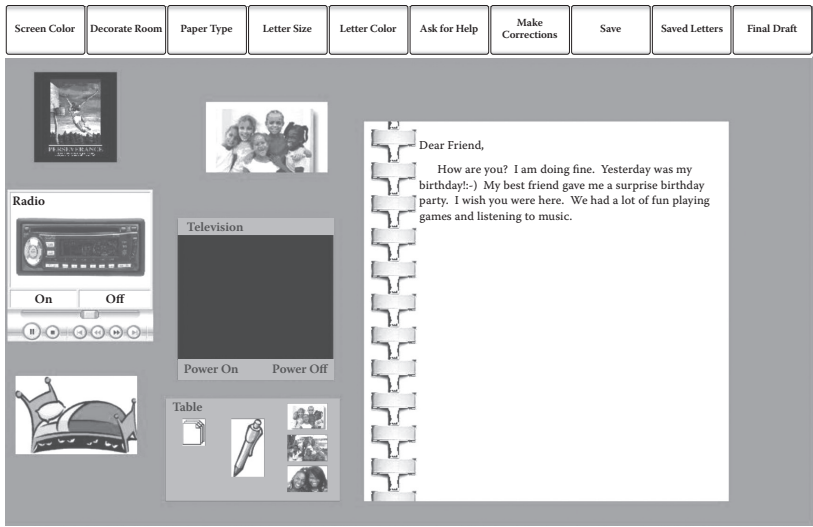 Screen Color
Decorate Room
Paper Type
Letter Size
Letter Color
Ask for Help
Make
Corrections
Save
Saved Letters
Final Draft
PERSEVERANCE
Radio
On
Off
Television
Power On
Power Off
Table
Dear Friend,
How are you? I am doing fine. Yesterday was my
birthday!:-) My best friend gave me a surprise birthday
party. I wish you were here. We had a lot of fun playing
games and listening to music.